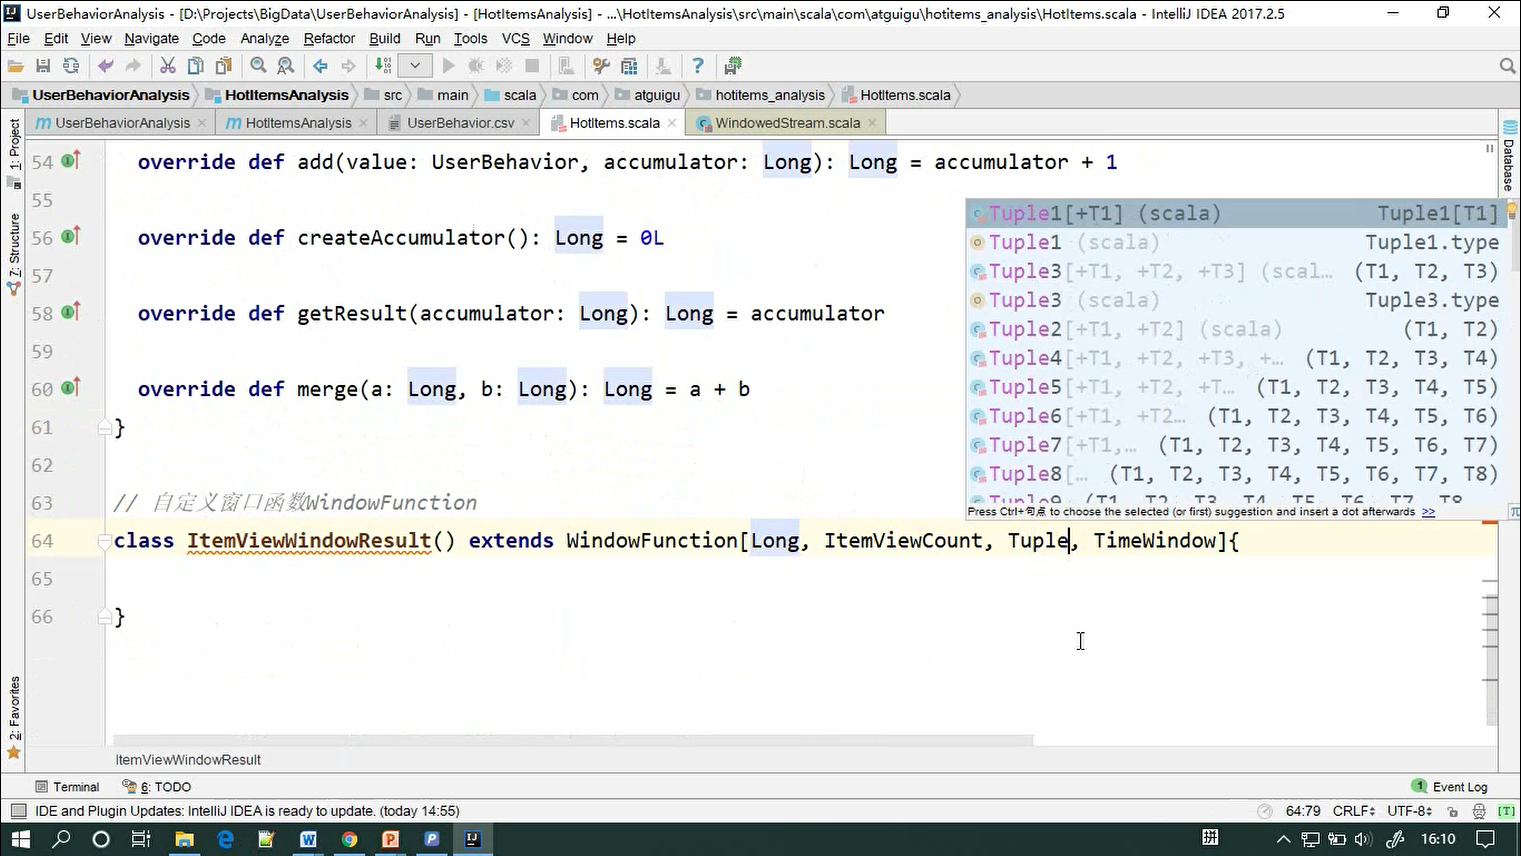 UserBehaviorAnalysis - [D:\Projects\BigData\UserBehaviorAnalysis] - [HotItemsAnalysis] - ...\HotItemsAnalysis\src\main\scala\com\atguigu\hotitems_analysis\HotItems.scala - IntelliJ IDEA 2017.2.5
File Edit View Navigate Code Analyze Refactor Build Run Tools VCS Window Help
UserBehaviorAnalysis HotItemsAnalysis src main scala com atguigu hotitems_analysis HotItems.scala
UserBehaviorAnalysis HotItemsAnalysis UserBehavior.csv HotItems.scala WindowedStream.scala
1: Project
7: Structure
2: Favorites
Database
54 override def add(value: UserBehavior, accumulator: Long): Long = accumulator + 1
55
56 override def createAccumulator(): Long = 0L
57
58 override def getResult(accumulator: Long): Long = accumulator
59
60 override def merge(a: Long, b: Long): Long = a + b
61 }
62
63 // 自定义窗口函数WindowFunction
64 class ItemViewWindowResult() extends WindowFunction[Long, ItemViewCount, Tuple, TimeWindow]{
65
66 }
Tuple1[+T1] (scala) Tuple1[T1]
Tuple1 (scala) Tuple1.type
Tuple3[+T1, +T2, +T3] (scal... (T1, T2, T3)
Tuple3 (scala) Tuple3.type
Tuple2[+T1, +T2] (scala) (T1, T2)
Tuple4[+T1, +T2, +T3, +... (T1, T2, T3, T4)
Tuple5[+T1, +T2, +T... (T1, T2, T3, T4, T5)
Tuple6[+T1, +T2... (T1, T2, T3, T4, T5, T6)
Tuple7[+T1,... (T1, T2, T3, T4, T5, T6, T7)
Tuple8[... (T1, T2, T3, T4, T5, T6, T7, T8)
Press Ctrl+句点 to choose the selected (or first) suggestion and insert a dot afterwards >>
ItemViewWindowResult
Terminal 6: TODO 1 Event Log
IDE and Plugin Updates: IntelliJ IDEA is ready to update. (today 14:55) 64:79 CRLF UTF-8 [T]
拼 16:10